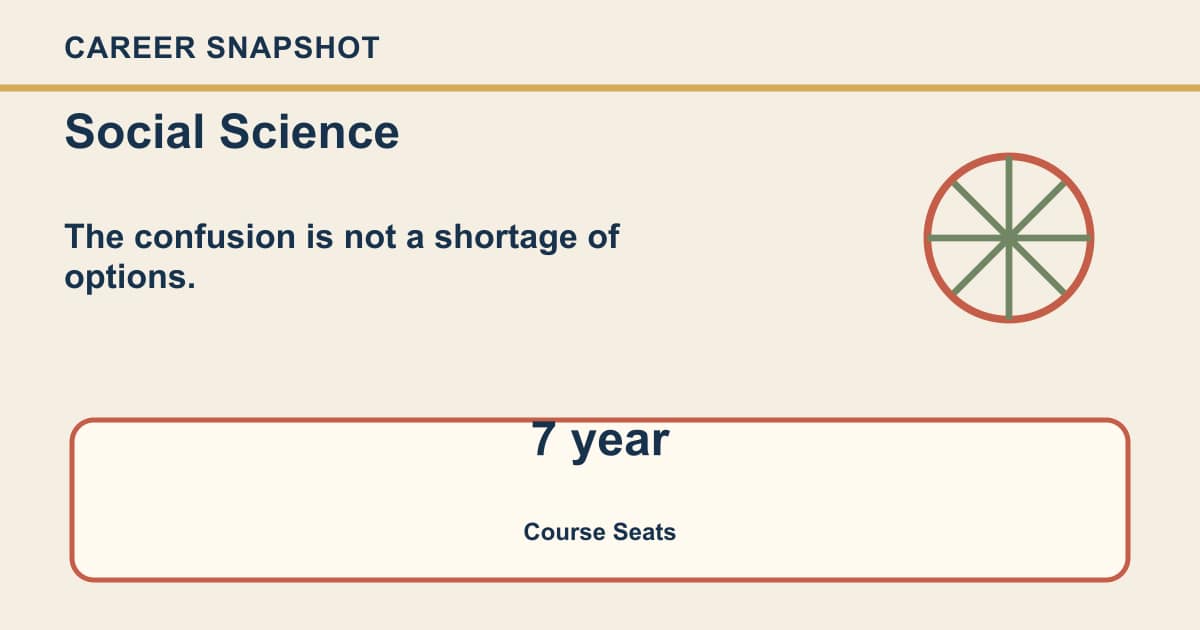 CAREER SNAPSHOT
Social Science
The confusion is not a shortage of
options.
7 year
Course Seats